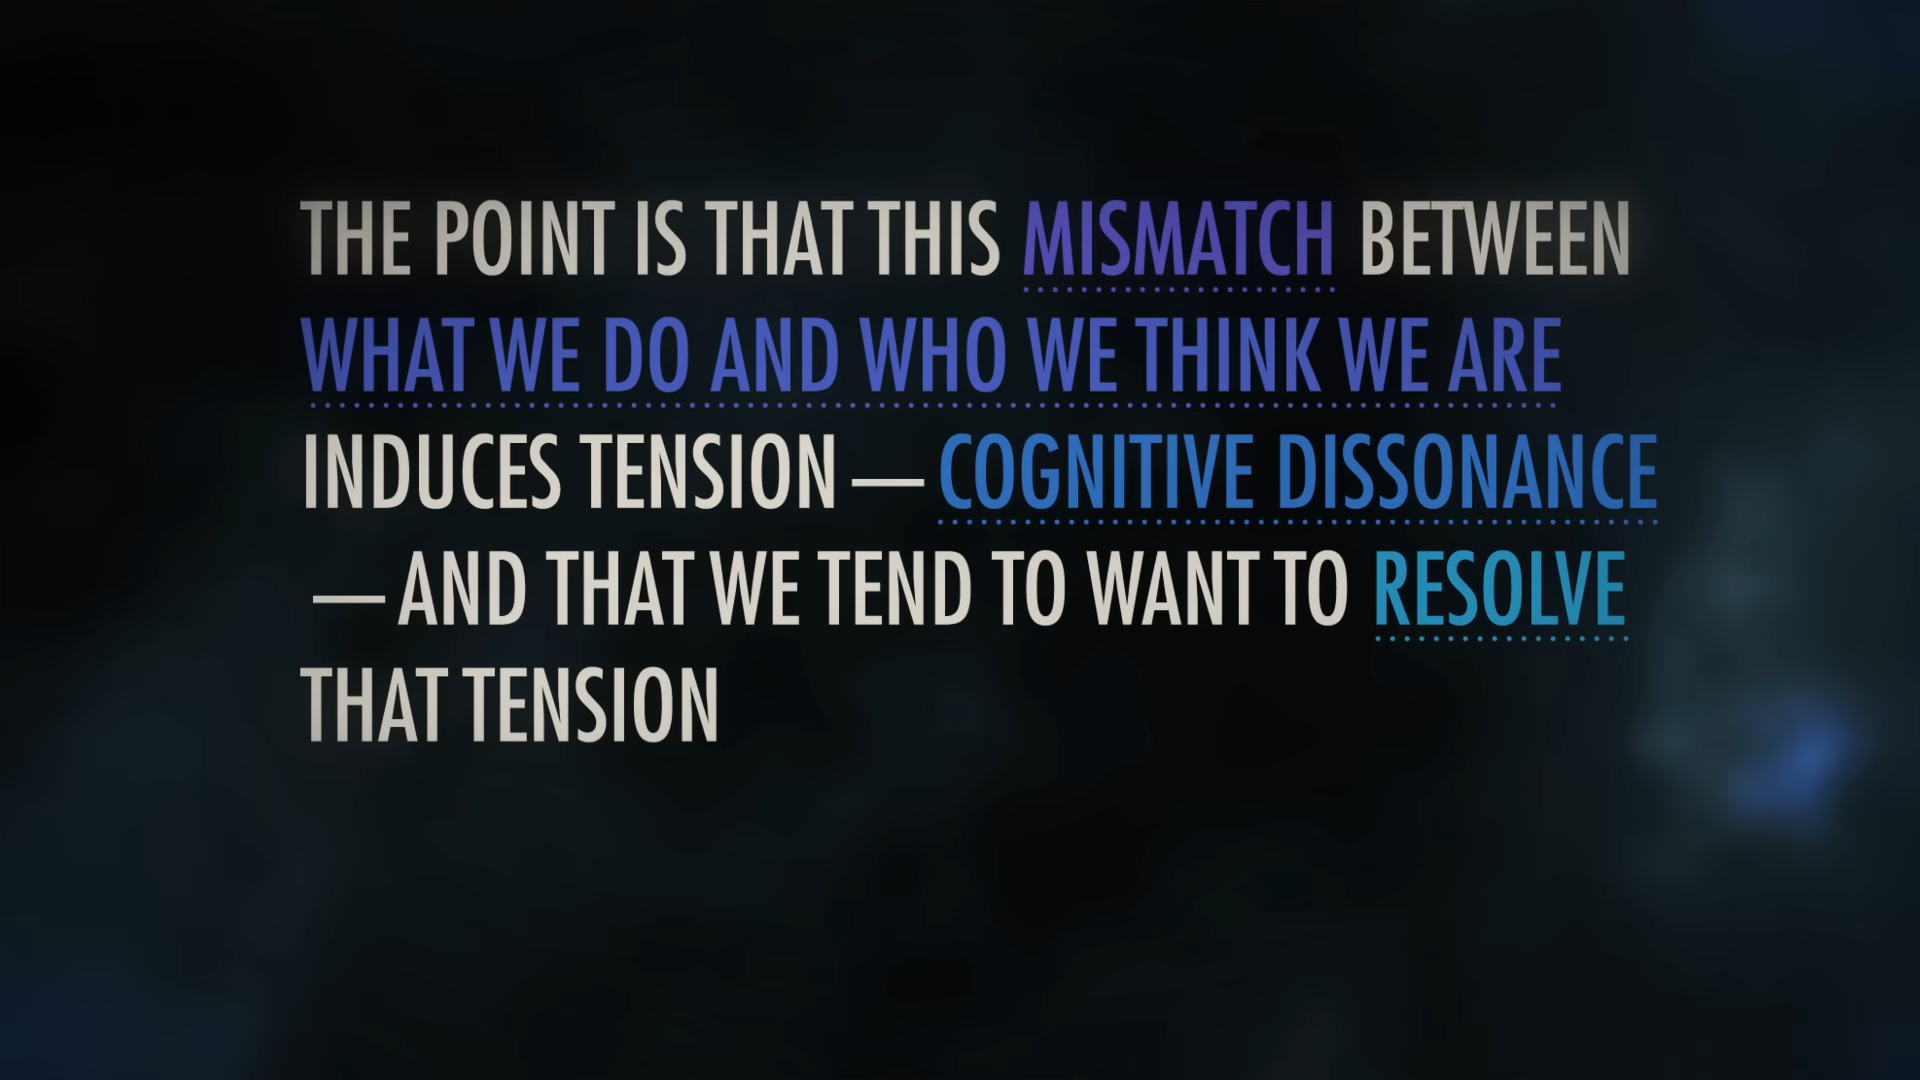 THE POINT IS THAT THIS MISMATCH BETWEEN
WHAT WE DO AND WHO WE THINK WE ARE
INDUCES TENSION — COGNITIVE DISSONANCE
— AND THAT WE TEND TO WANT TO RESOLVE
THAT TENSION